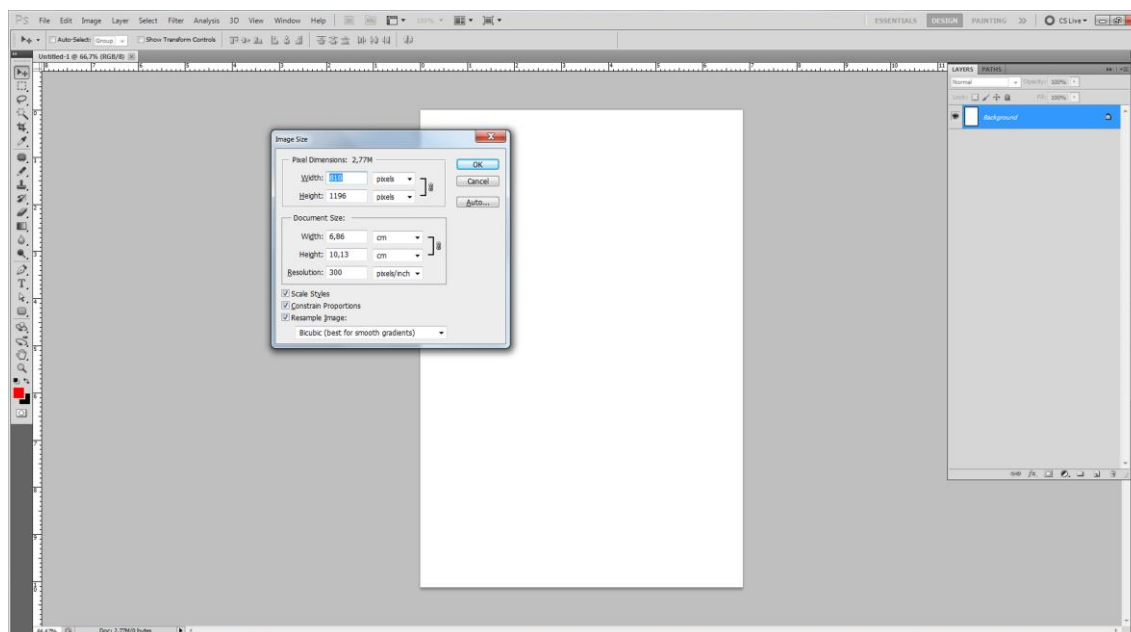 PS File Edit Image Layer Select Filter Analysis 3D View Window Help 100% ESSENTIALS DESIGN PAINTING CS Live
Auto-Select: Group Show Transform Controls
Untitled-1 @ 66,7% (RGB/8)
LAYERS PATHS
Normal Opacity: 100%
Lock: Fill: 100%
Background
Image Size
Pixel Dimensions: 2,77M
Width: 810 pixels
Height: 1196 pixels
OK
Cancel
Auto...
Document Size:
Width: 6,86 cm
Height: 10,13 cm
Resolution: 300 pixels/inch
Scale Styles
Constrain Proportions
Resample Image:
Bicubic (best for smooth gradients)
66,67% Doc: 2,77M/0 bytes